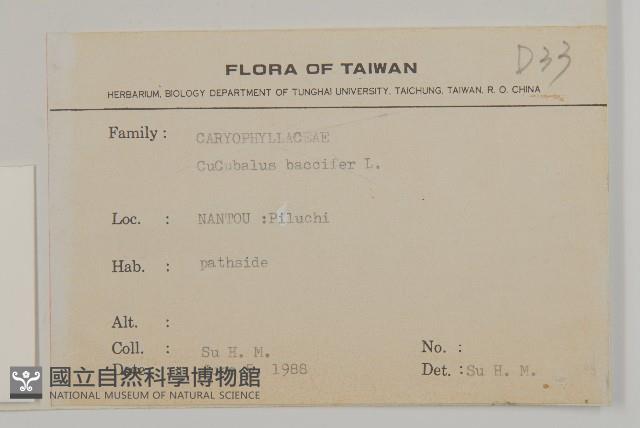 D33
FLORA OF TAIWAN
HERBARIUM, BIOLOGY DEPARTMENT OF TUNGHAI UNIVERSITY, TAICHUNG, TAIWAN, R. O. CHINA
Family : CARYOPHYLLACEAE
CuCubalus baccifer L.
Loc. : NANTOU :Piluchi
Hab. : pathside
Alt. :
Coll. : Su H. M. No. :
Date 1988 Det. :Su H. M.
國立自然科學博物館
NATIONAL MUSEUM OF NATURAL SCIENCE